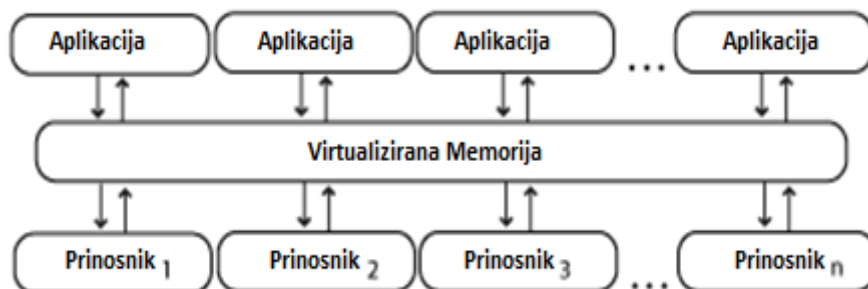 Aplikacija Aplikacija Aplikacija ... Aplikacija
Virtualizirana Memorija
Prinosnik 1 Prinosnik 2 Prinosnik 3 ... Prinosnik n